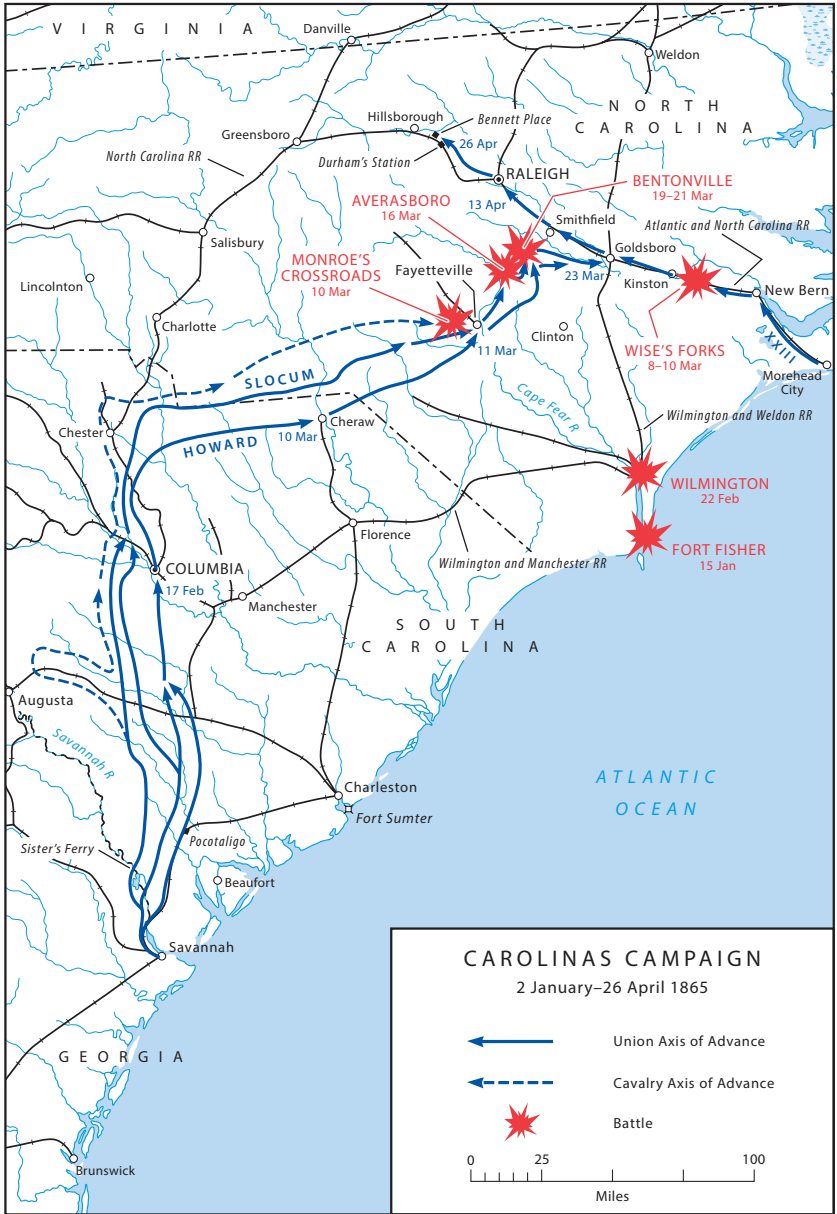 VIRGINIA
Danville
Weldon
NORTH
CAROLINA
Hillsborough
Bennett Place
Greensboro
26 Apr
North Carolina RR
Durham's Station
RALEIGH
BENTONVILLE
19–21 Mar
AVERASBORO
16 Mar
13 Apr
Smithfield
Atlantic and North Carolina RR
Salisbury
MONROE'S
CROSSROADS
10 Mar
Fayetteville
Goldsboro
23 Mar
Kinston
New Bern
Lincolnton
Charlotte
11 Mar
Clinton
WISE'S FORKS
8–10 Mar
XXIII
Morehead
City
SLOCUM
Cape Fear R
Wilmington and Weldon RR
Chester
HOWARD
10 Mar
Cheraw
WILMINGTON
22 Feb
Florence
FORT FISHER
15 Jan
Wilmington and Manchester RR
COLUMBIA
17 Feb
Manchester
SOUTH
CAROLINA
Augusta
Savannah R
ATLANTIC
OCEAN
Charleston
Fort Sumter
Sister's Ferry
Pocotaligo
Beaufort
Savannah
GEORGIA
Brunswick
CAROLINAS CAMPAIGN
2 January–26 April 1865
Union Axis of Advance
Cavalry Axis of Advance
Battle
0 25 100
Miles